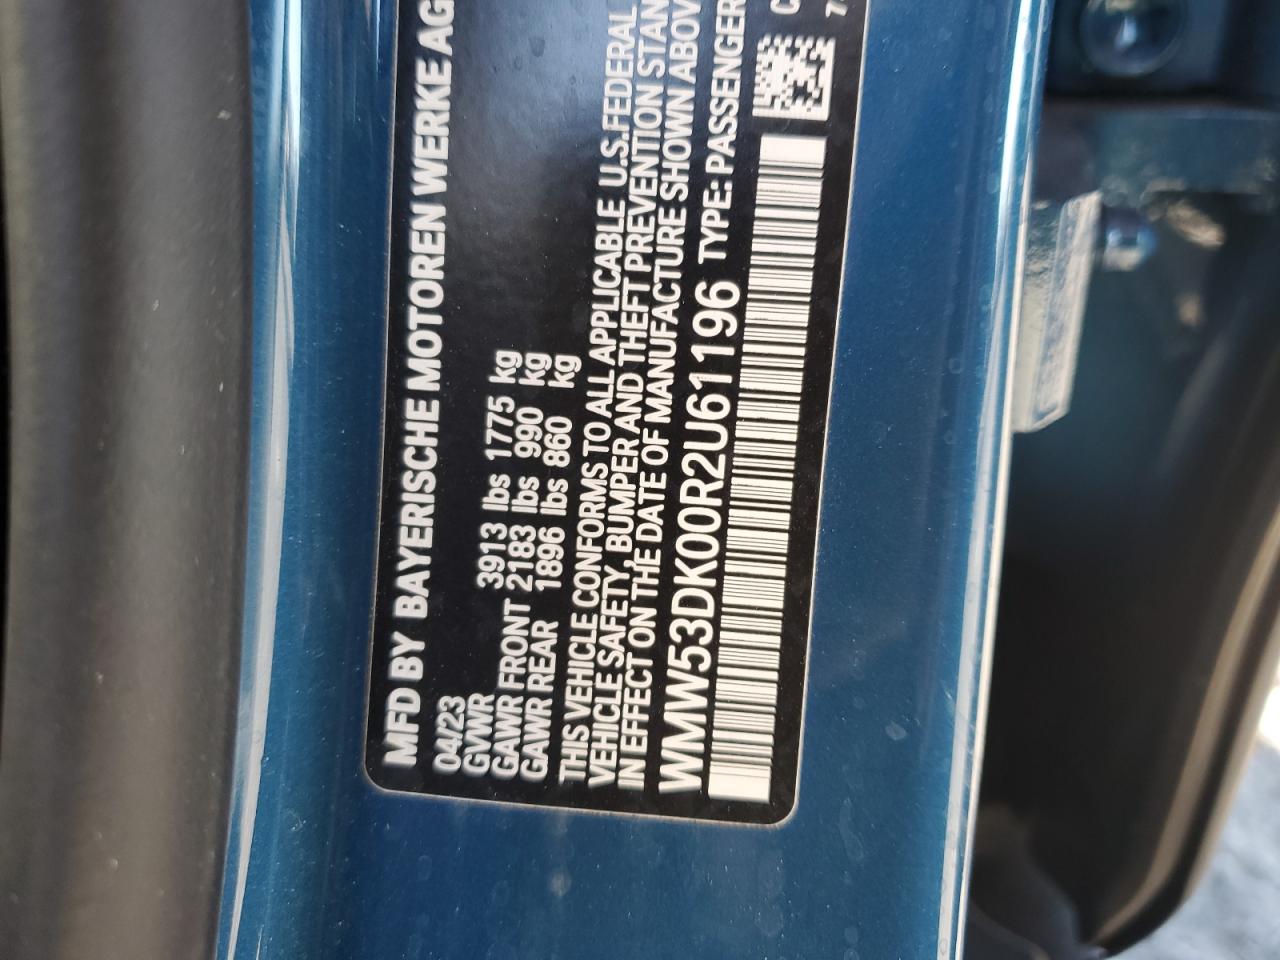 MFD BY BAYERISCHE MOTOREN WERKE AG
04/23
GVWR 3913 lbs 1775 kg
GAWR FRONT 2183 lbs 990 kg
GAWR REAR 1896 lbs 860 kg
THIS VEHICLE CONFORMS TO ALL APPLICABLE U.S.FEDERAL
VEHICLE SAFETY, BUMPER AND THEFT PREVENTION STAN
IN EFFECT ON THE DATE OF MANUFACTURE SHOWN ABOV
WMW53DK00R2U61196 TYPE: PASSENGER